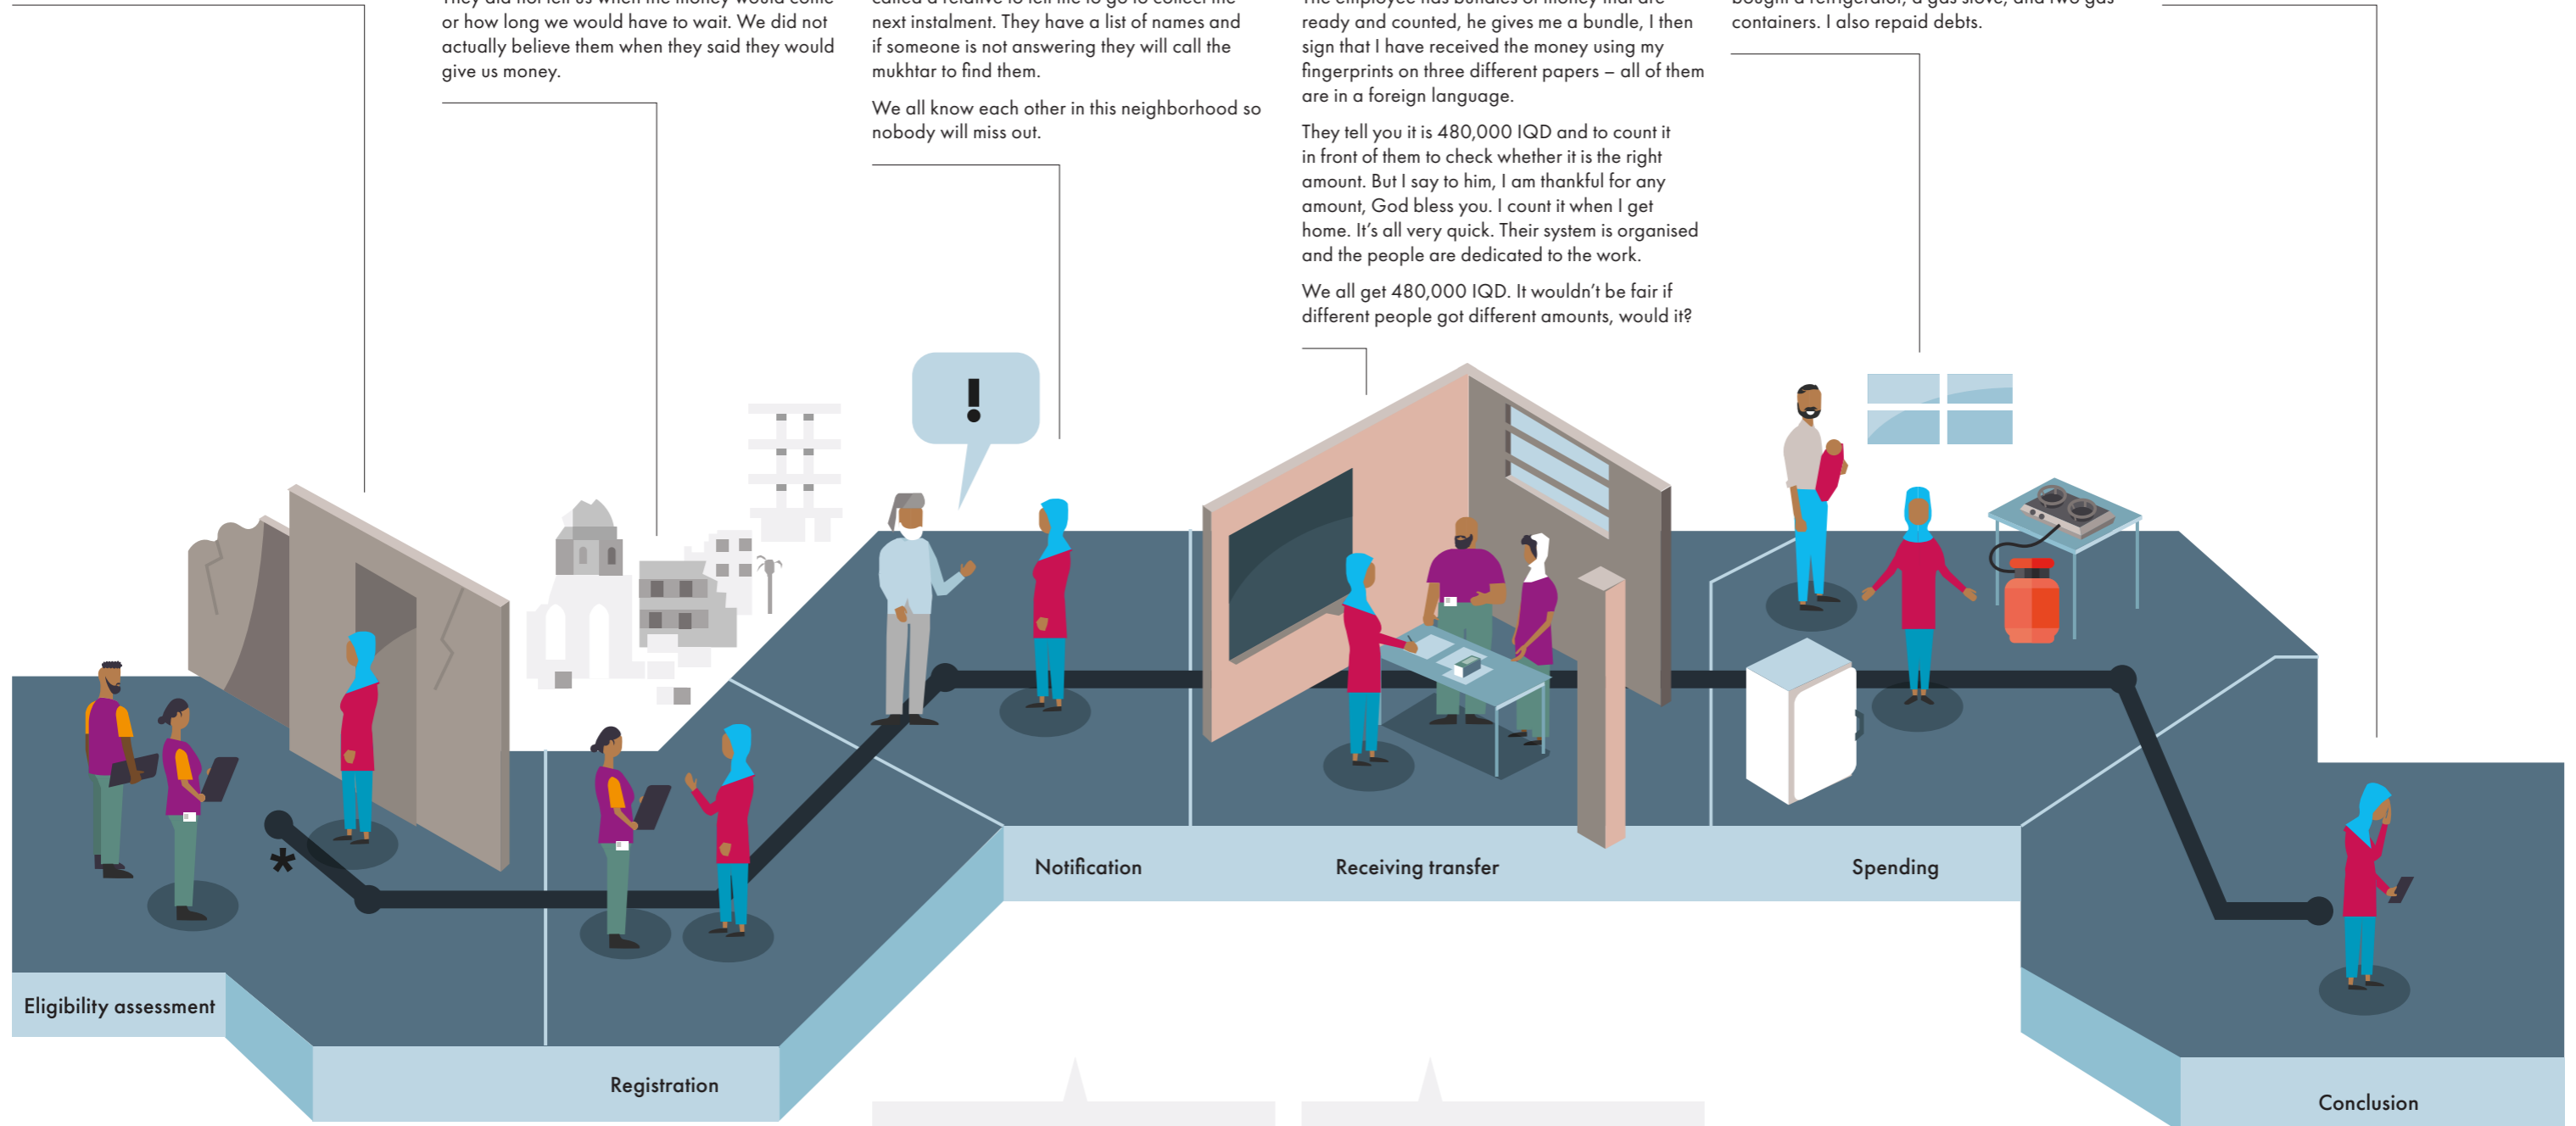 or how long we would have to wait. We did not
actually believe them when they said they would
give us money.
next instalment. They have a list of names and
if someone is not answering they will call the
mukhtar to find them.
We all know each other in this neighborhood so
nobody will miss out.
ready and counted, he gives me a bundle, I then
sign that I have received the money using my
fingerprints on three different papers – all of them
are in a foreign language.
They tell you it is 480,000 IQD and to count it
in front of them to check whether it is the right
amount. But I say to him, I am thankful for any
amount, God bless you. I count it when I get
home. It's all very quick. Their system is organised
and the people are dedicated to the work.
We all get 480,000 IQD. It wouldn't be fair if
different people got different amounts, would it?
containers. I also repaid debts.
!
*
Eligibility assessment
Registration
Notification
Receiving transfer
Spending
Conclusion